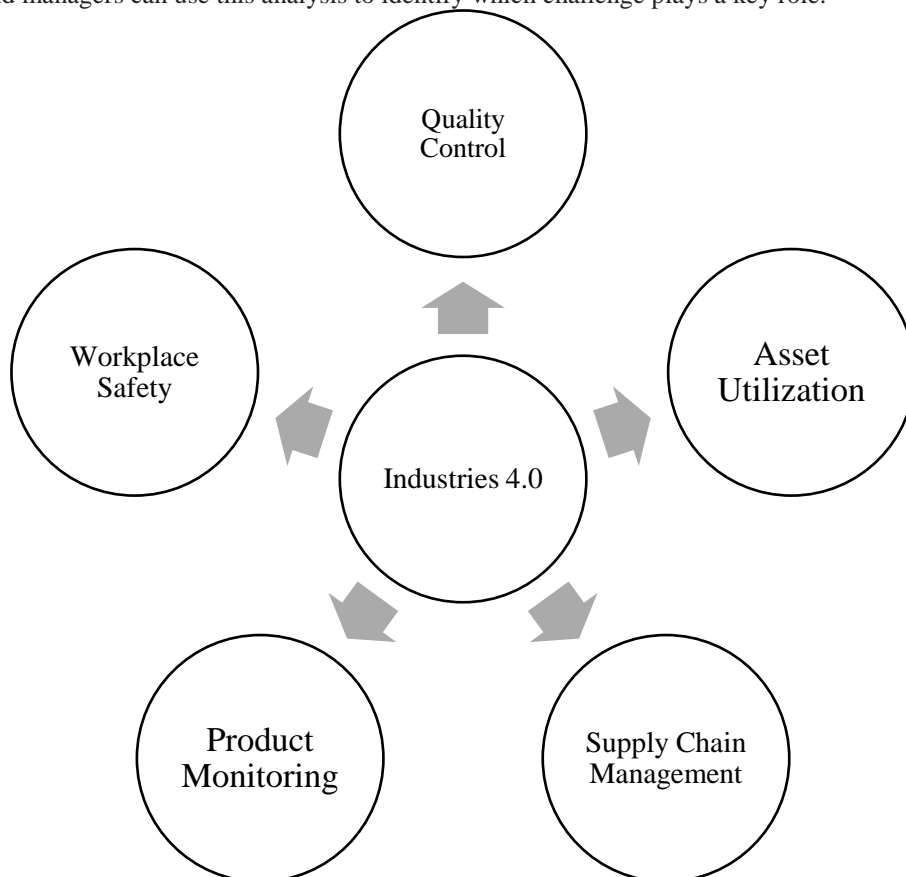 managers can use this analysis to identify which challenge plays a key role.
Quality
Control
Workplace
Safety
Asset
Utilization
Industries 4.0
Product
Monitoring
Supply Chain
Management